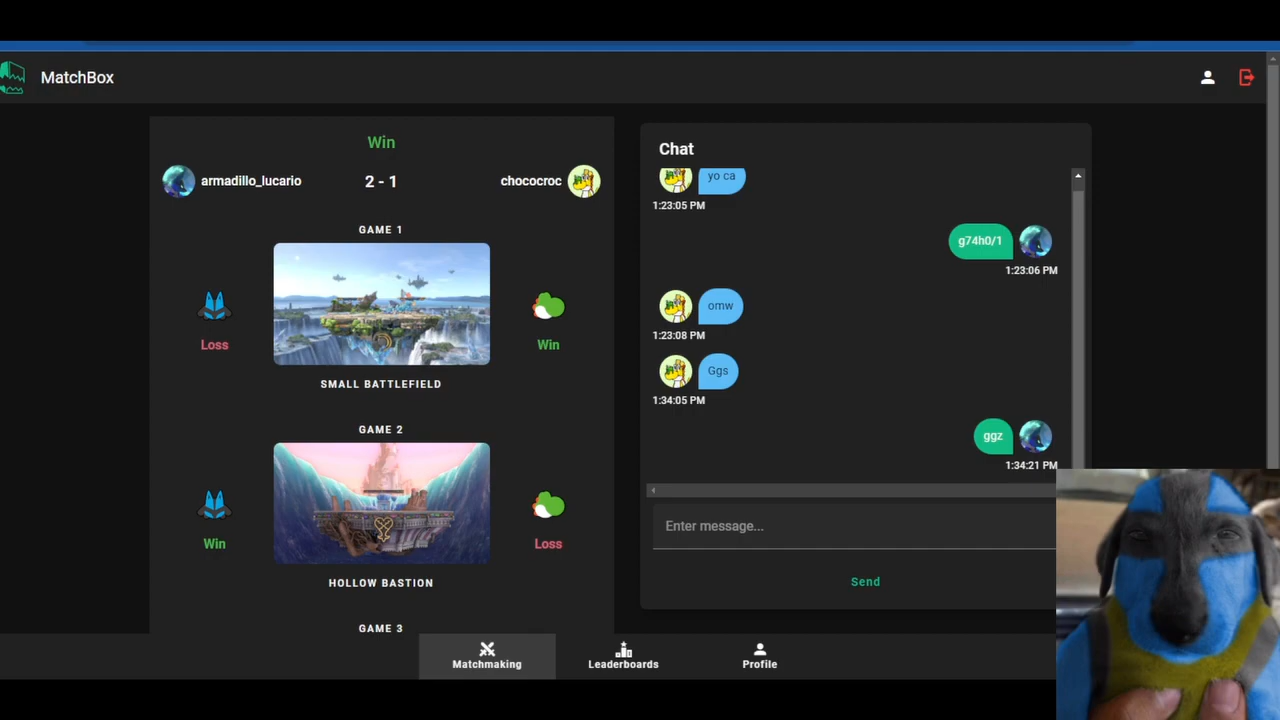 MatchBox
Win
armadillo_lucario
2 - 1
chococroc
GAME 1
Loss
Win
SMALL BATTLEFIELD
GAME 2
Win
Loss
HOLLOW BASTION
GAME 3
Chat
yo ca
1:23:05 PM
g74h0/1
1:23:06 PM
omw
1:23:08 PM
Ggs
1:34:05 PM
ggz
1:34:21 PM
Enter message...
Send
Matchmaking
Leaderboards
Profile